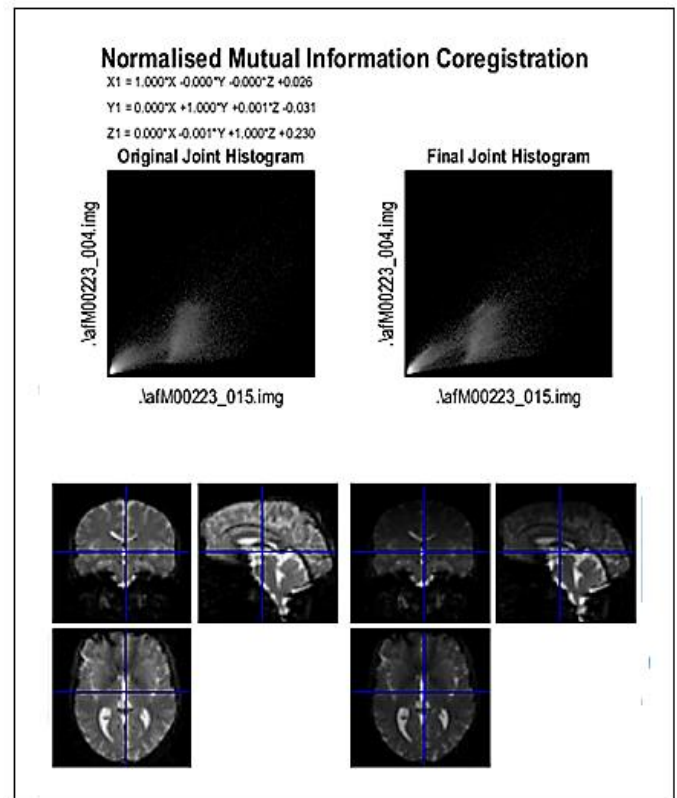 Normalised Mutual Information Coregistration
X1 = 1.000*X -0.000*Y -0.000*Z +0.026
Y1 = 0.000*X +1.000*Y +0.001*Z -0.031
Z1 = 0.000*X -0.001*Y +1.000*Z +0.230
Original Joint Histogram
Final Joint Histogram
.\afM00223_004.img
.\afM00223_004.img
.\afM00223_015.img
.\afM00223_015.img